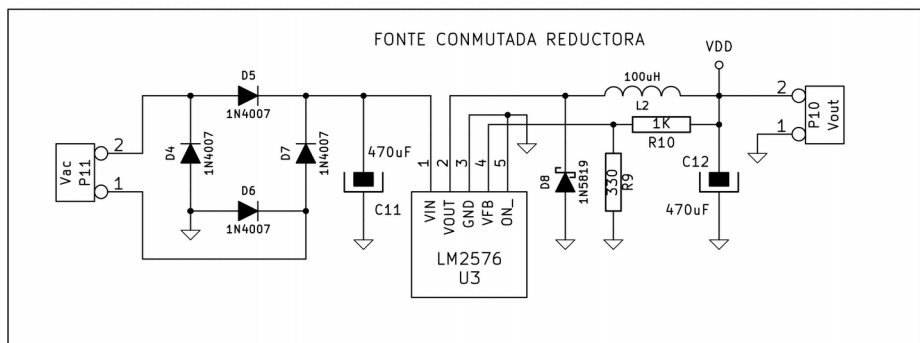 FONTE CONMUTADA REDUCTORA
VDD
D5
1N4007
100uH
L2
2
P10
Vout
1
Vac
P11
2
1
D4
1N4007
D7
1N4007
D6
1N4007
470uF
C11
1
2
3
4
5
VIN
VOUT
GND
VFB
ON_
LM2576
U3
D8
1N5819
1K
R10
330
R9
C12
470uF